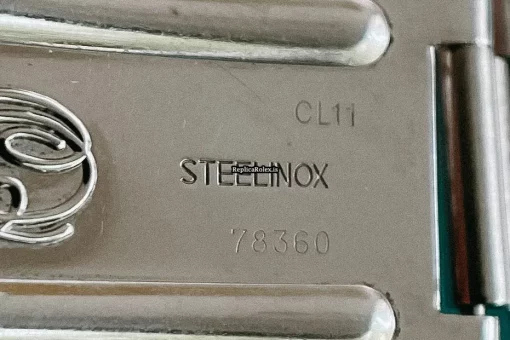 CL11
STEELINOX
ReplicaRolex.is
78360